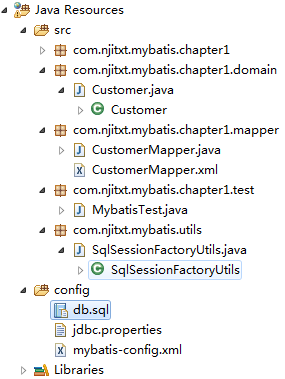 Java Resources
src
com.njitxt.mybatis.chapter1
com.njitxt.mybatis.chapter1.domain
Customer.java
Customer
com.njitxt.mybatis.chapter1.mapper
CustomerMapper.java
CustomerMapper.xml
com.njitxt.mybatis.chapter1.test
MybatisTest.java
com.njitxt.mybatis.utils
SqlSessionFactoryUtils.java
SqlSessionFactoryUtils
config
db.sql
jdbc.properties
mybatis-config.xml
Libraries